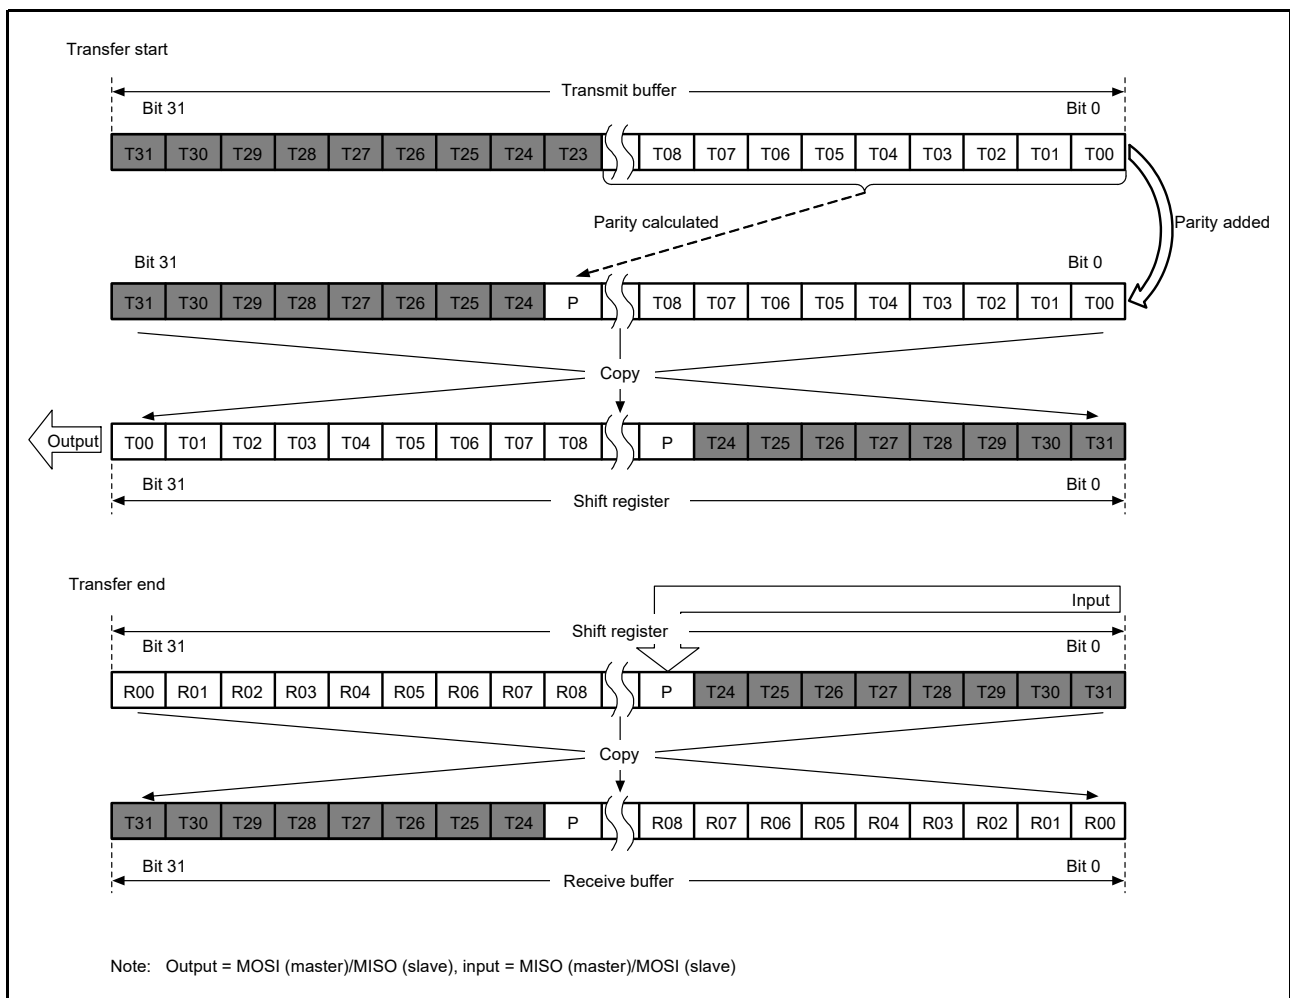 Transfer start
Transmit buffer
Bit 31 Bit 0
T31 T30 T29 T28 T27 T26 T25 T24 T23 T08 T07 T06 T05 T04 T03 T02 T01 T00
Parity calculated Parity added
Bit 31 Bit 0
T31 T30 T29 T28 T27 T26 T25 T24 P T08 T07 T06 T05 T04 T03 T02 T01 T00
Copy
Output T00 T01 T02 T03 T04 T05 T06 T07 T08 P T24 T25 T26 T27 T28 T29 T30 T31
Bit 31 Bit 0
Shift register
Transfer end
Input
Shift register
Bit 31 Bit 0
R00 R01 R02 R03 R04 R05 R06 R07 R08 P T24 T25 T26 T27 T28 T29 T30 T31
Copy
T31 T30 T29 T28 T27 T26 T25 T24 P R08 R07 R06 R05 R04 R03 R02 R01 R00
Bit 31 Bit 0
Receive buffer
Note: Output = MOSI (master)/MISO (slave), input = MISO (master)/MOSI (slave)